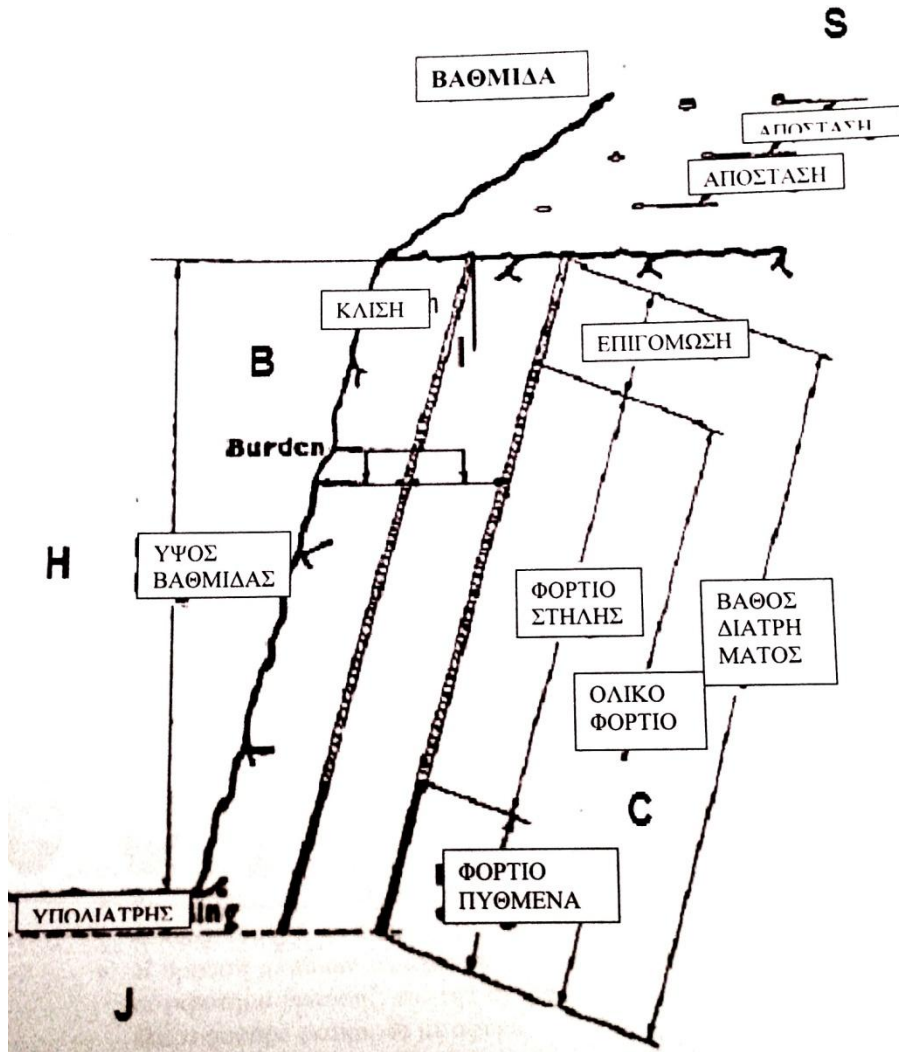 S
ΒΑΘΜΙΔΑ
ΑΠΟΣΤΑΣΗ
ΑΠΟΣΤΑΣΗ
ΚΛΙΣΗ
ΕΠΙΓΟΜΩΣΗ
B
Burden
H
ΥΨΟΣ
ΒΑΘΜΙΔΑΣ
ΦΟΡΤΙΟ
ΣΤΗΛΗΣ
ΒΑΘΟΣ
ΔΙΑΤΡΗ
ΜΑΤΟΣ
ΟΛΙΚΟ
ΦΟΡΤΙΟ
C
ΦΟΡΤΙΟ
ΠΥΘΜΕΝΑ
ΥΠΟΔΙΑΤΡΗΣ
J